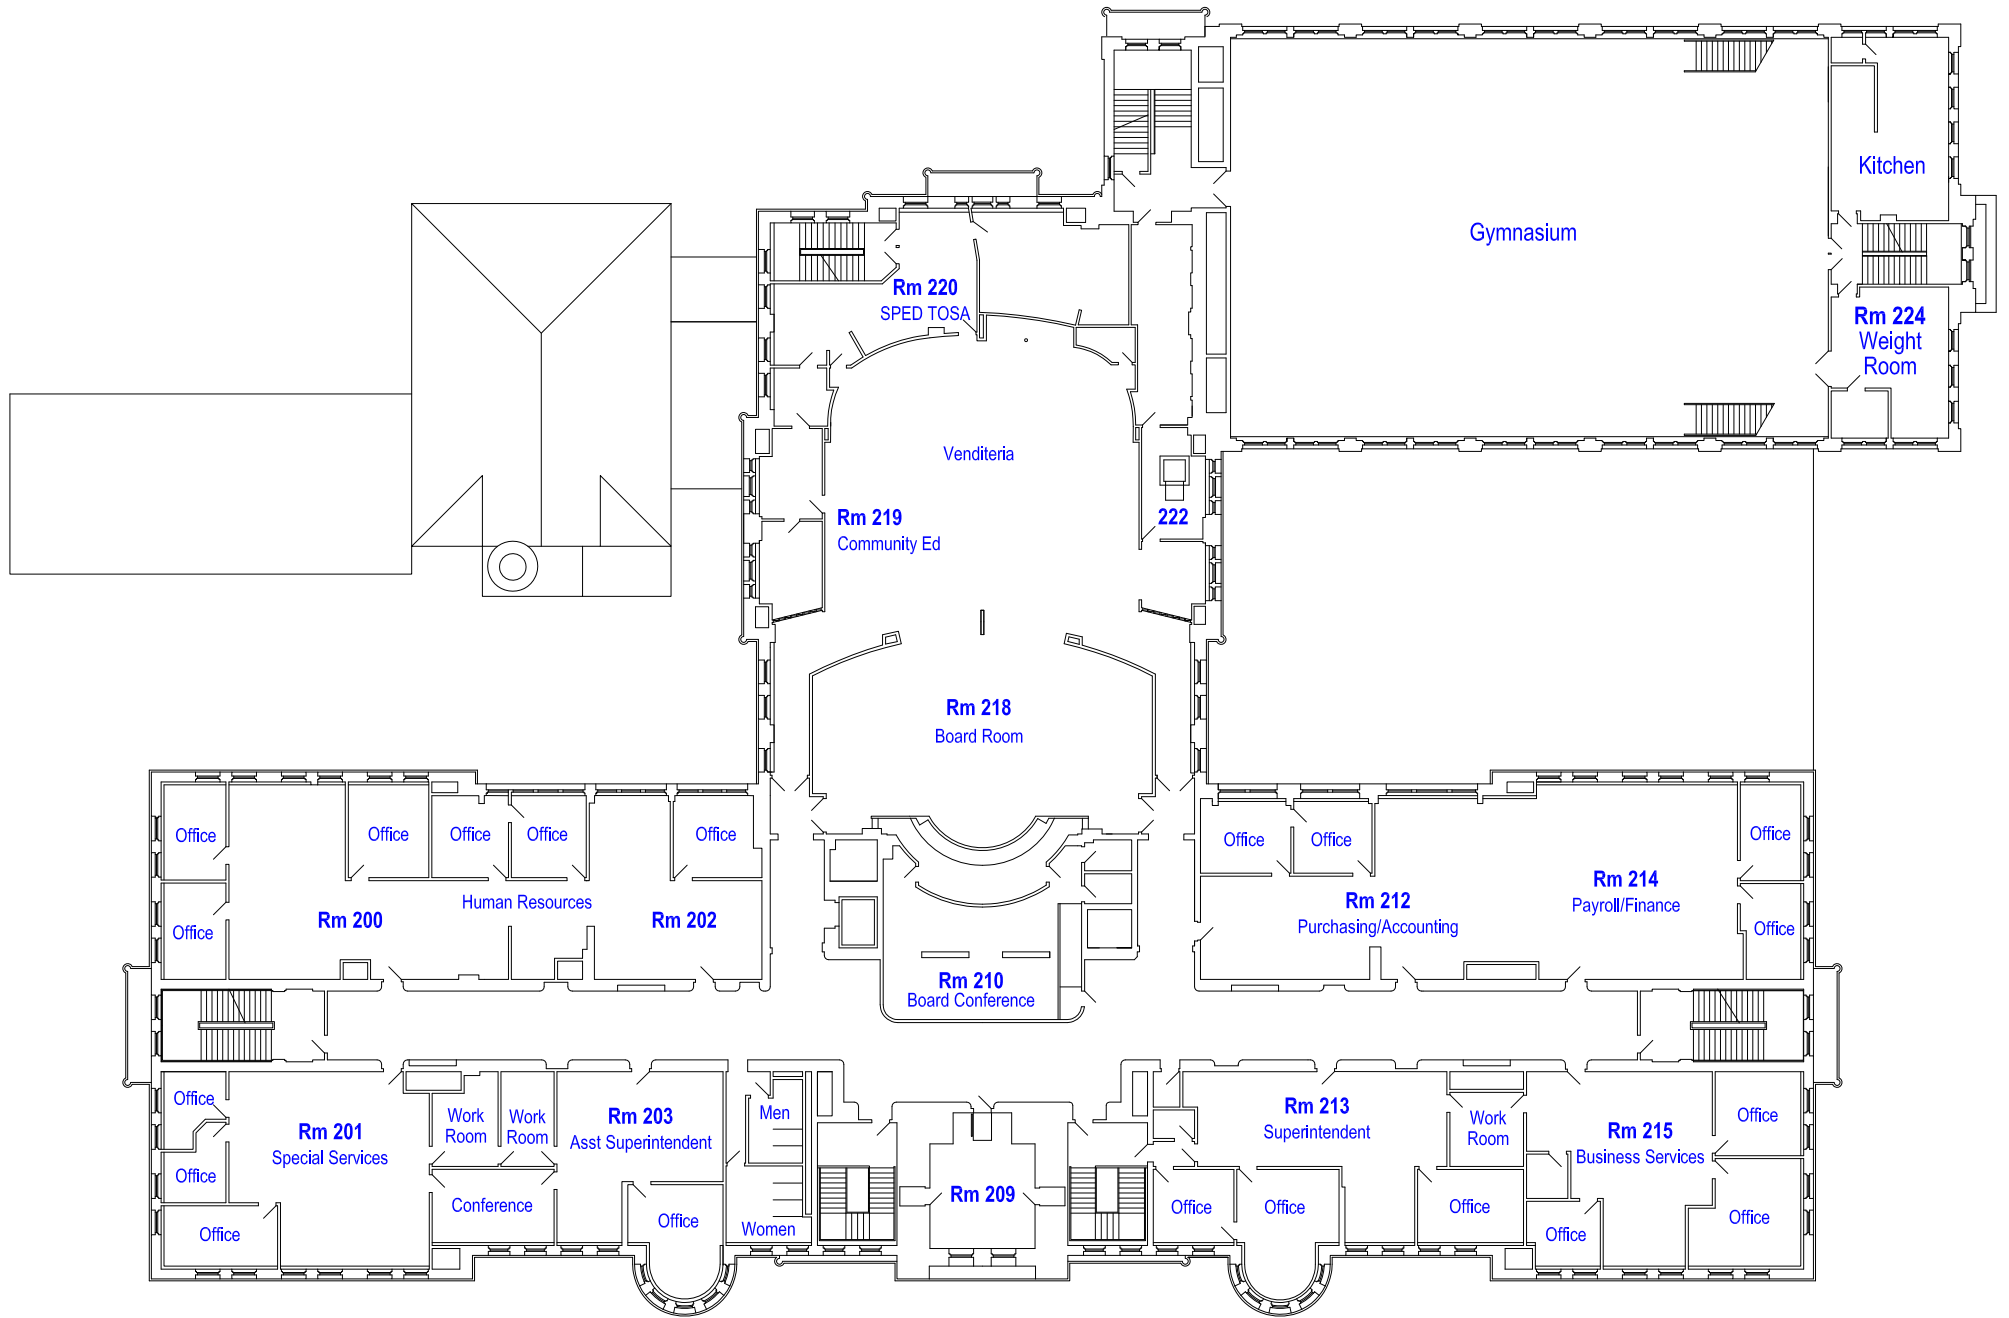 Kitchen
Gymnasium
Rm 220
SPED TOSA
Rm 224
Weight
Room
Venditeria
Rm 219
Community Ed
222
Rm 218
Board Room
Office
Office
Office
Office
Office
Office
Office
Office
Human Resources
Rm 200
Rm 202
Office
Rm 212
Purchasing/Accounting
Rm 214
Payroll/Finance
Office
Rm 210
Board Conference
Office
Work
Room
Work
Room
Rm 203
Asst Superintendent
Men
Rm 201
Special Services
Office
Conference
Office
Office
Women
Rm 209
Rm 213
Superintendent
Work
Room
Rm 215
Business Services
Office
Office
Office
Office
Office
Office